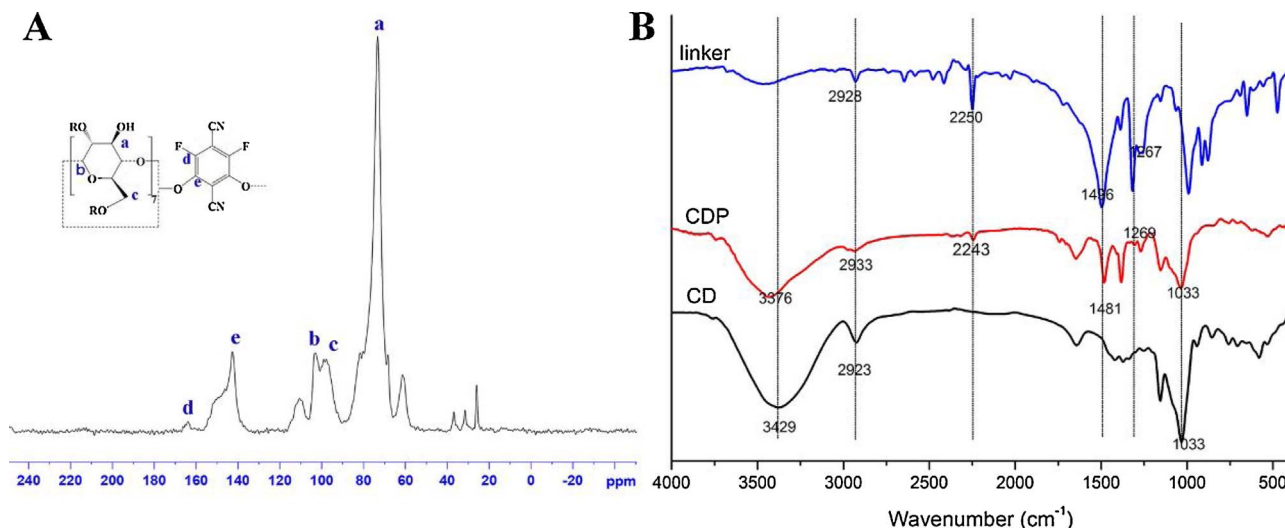 A
a
RO
OH
a
b
O
O
c
RO
7
CN
F
F
d
e
O
O
CN
e
b
c
d
240 220 200 180 160 140 120 100 80 60 40 20 0 -20 ppm
B
linker
2928
2250
1496
1267
CDP
3376
2933
2243
1481
1269
1033
CD
3429
2923
1033
4000 3500 3000 2500 2000 1500 1000 500
Wavenumber (cm⁻¹)